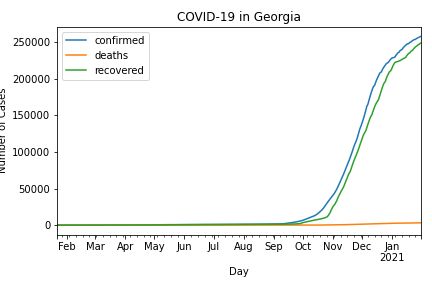 COVID-19 in Georgia
confirmed
deaths
recovered
250000
200000
150000
100000
50000
0
Number of Cases
Feb Mar Apr May Jun Jul Aug Sep Oct Nov Dec Jan
2021
Day